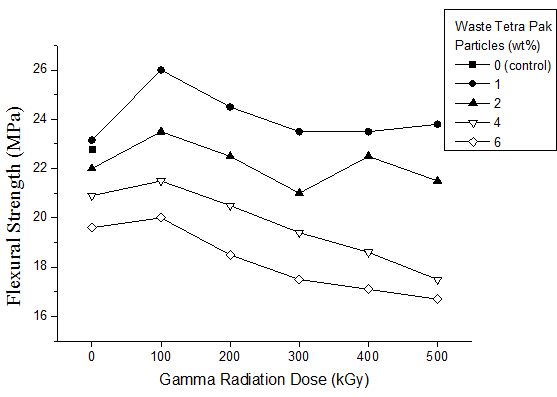 Waste Tetra Pak
Particles (wt%)
0 (control)
1
2
4
6
Flexural Strength (MPa)
26
24
22
20
18
16
0 100 200 300 400 500
Gamma Radiation Dose (kGy)